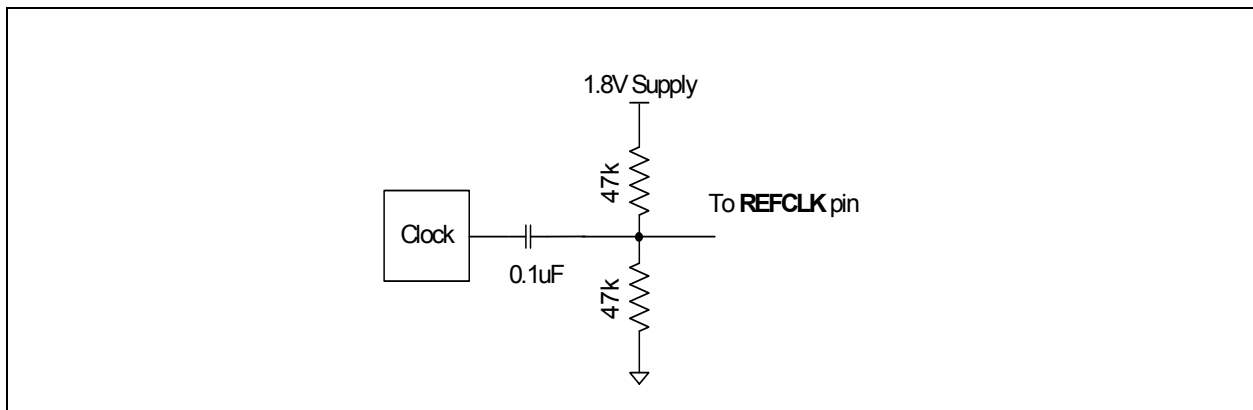 1.8V Supply
47k
To REFCLK pin
Clock
0.1uF
47k